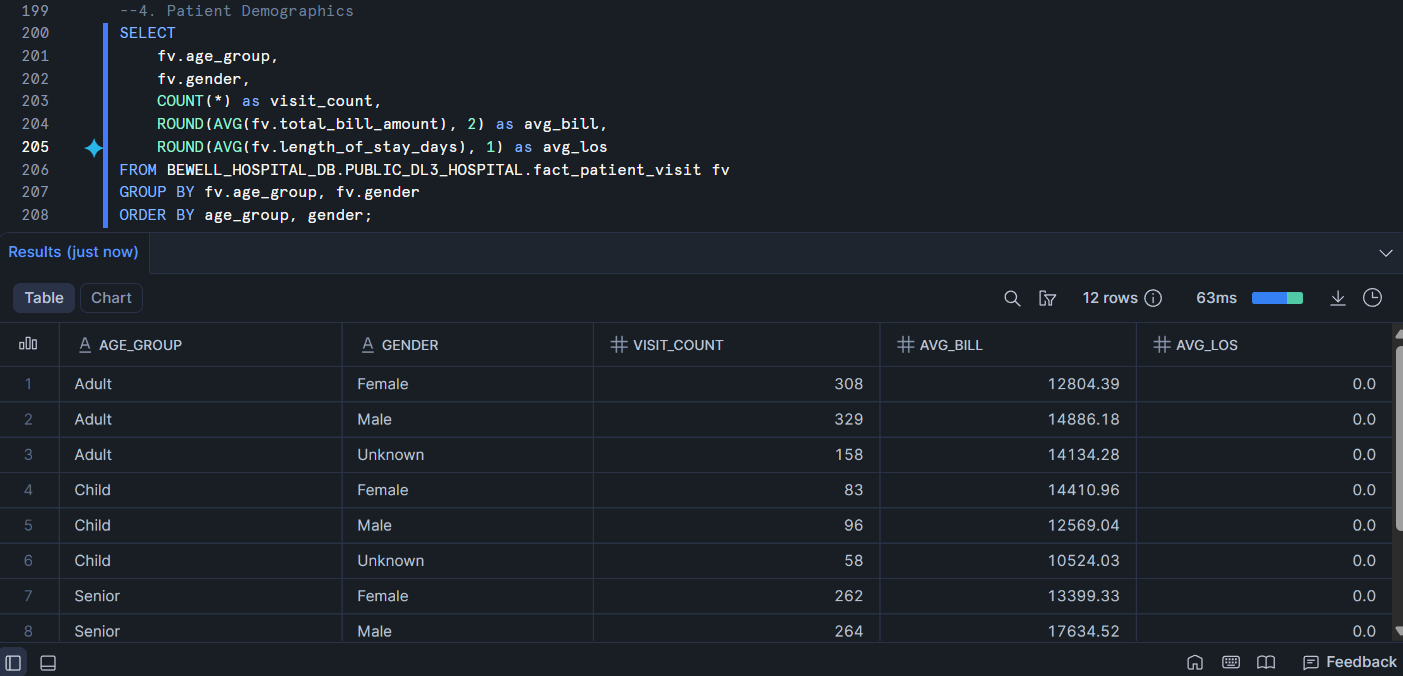 199 --4. Patient Demographics
200 SELECT
201 fv.age_group,
202 fv.gender,
203 COUNT(*) as visit_count,
204 ROUND(AVG(fv.total_bill_amount), 2) as avg_bill,
205 ROUND(AVG(fv.length_of_stay_days), 1) as avg_los
206 FROM BEWELL_HOSPITAL_DB.PUBLIC_DL3_HOSPITAL.fact_patient_visit fv
207 GROUP BY fv.age_group, fv.gender
208 ORDER BY age_group, gender;
Results (just now)
Table Chart 12 rows 63ms
AGE_GROUP GENDER VISIT_COUNT AVG_BILL AVG_LOS
1 Adult Female 308 12804.39 0.0
2 Adult Male 329 14886.18 0.0
3 Adult Unknown 158 14134.28 0.0
4 Child Female 83 14410.96 0.0
5 Child Male 96 12569.04 0.0
6 Child Unknown 58 10524.03 0.0
7 Senior Female 262 13399.33 0.0
8 Senior Male 264 17634.52 0.0
Feedback